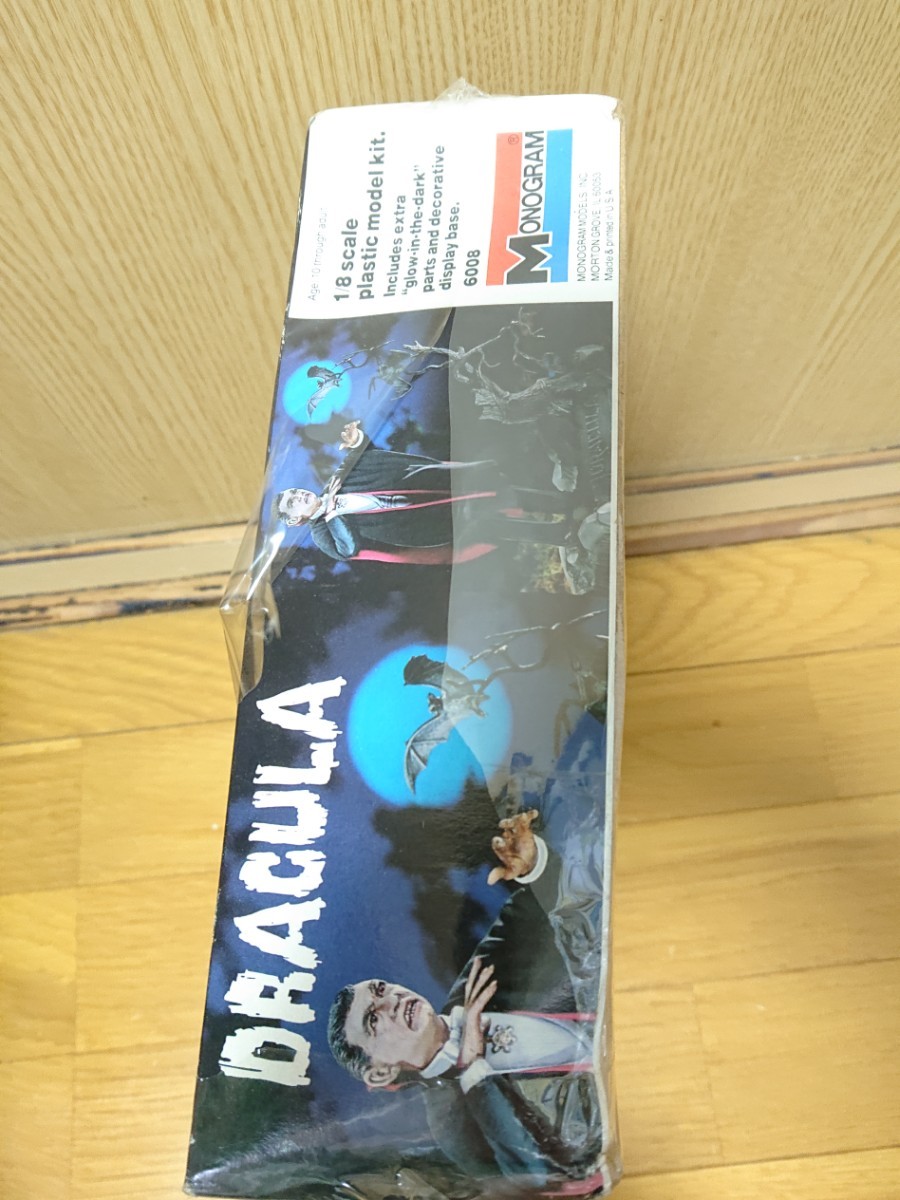 Age: 10 through adult
1/8 scale
plastic model kit.
Includes extra
"glow-in-the-dark"
parts and decorative
display base.
6008
MONOGRAM®
MONOGRAM MODELS, INC.
MORTON GROVE, IL 60053
Made & printed in U.S.A.
DRACULA
DRACULA